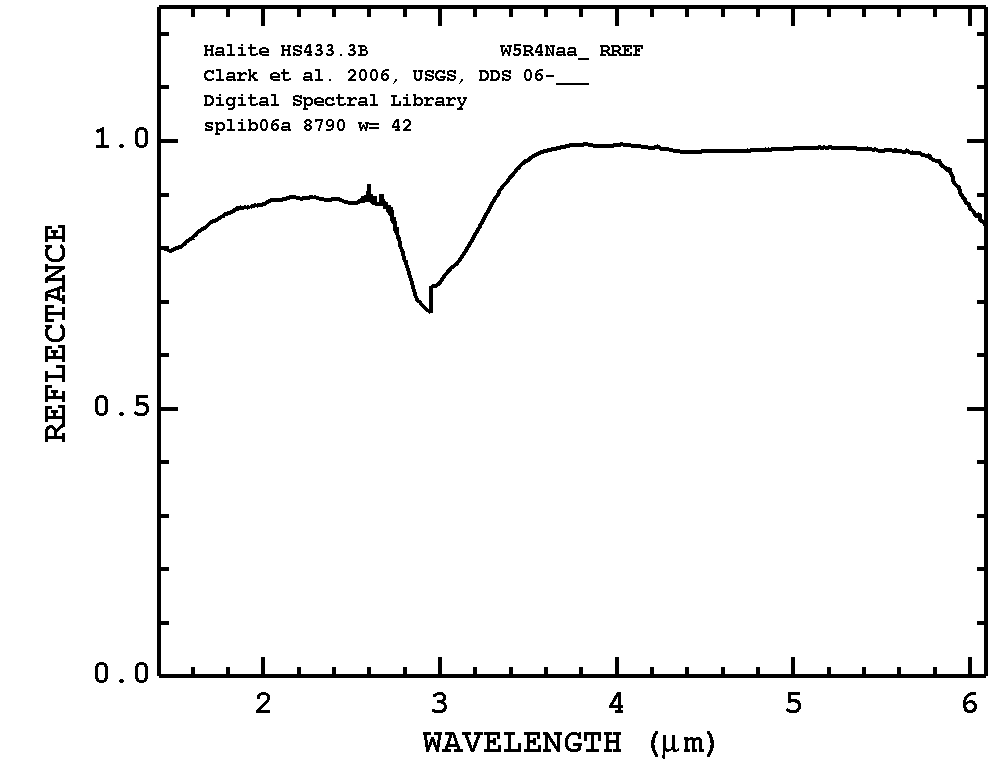 Halite HS433.3B W5R4Naa_ RREF
Clark et al. 2006, USGS, DDS 06-___
Digital Spectral Library
splib06a 8790 w= 42
1.0
0.5
0.0
REFLECTANCE
2 3 4 5 6
WAVELENGTH (μm)